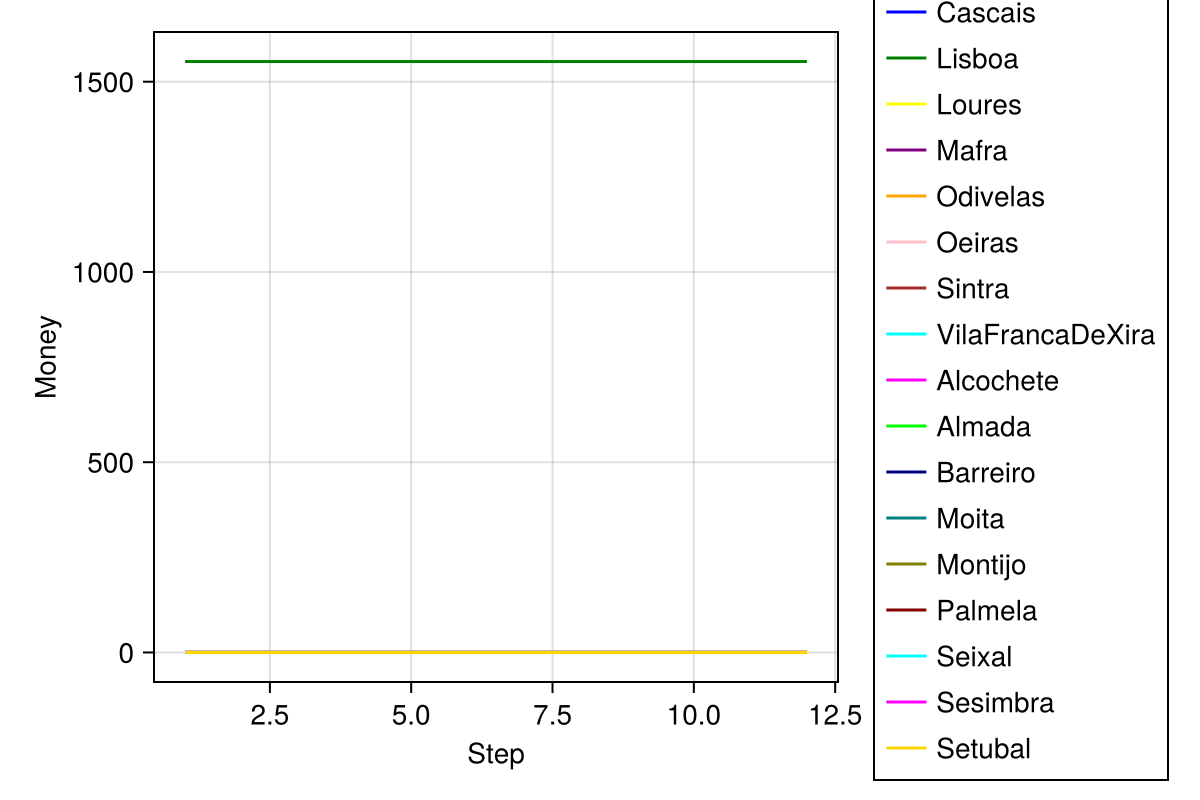 Money
1500
1000
500
0
2.5
5.0
7.5
10.0
12.5
Step
Cascais
Lisboa
Loures
Mafra
Odivelas
Oeiras
Sintra
VilaFrancaDeXira
Alcochete
Almada
Barreiro
Moita
Montijo
Palmela
Seixal
Sesimbra
Setubal